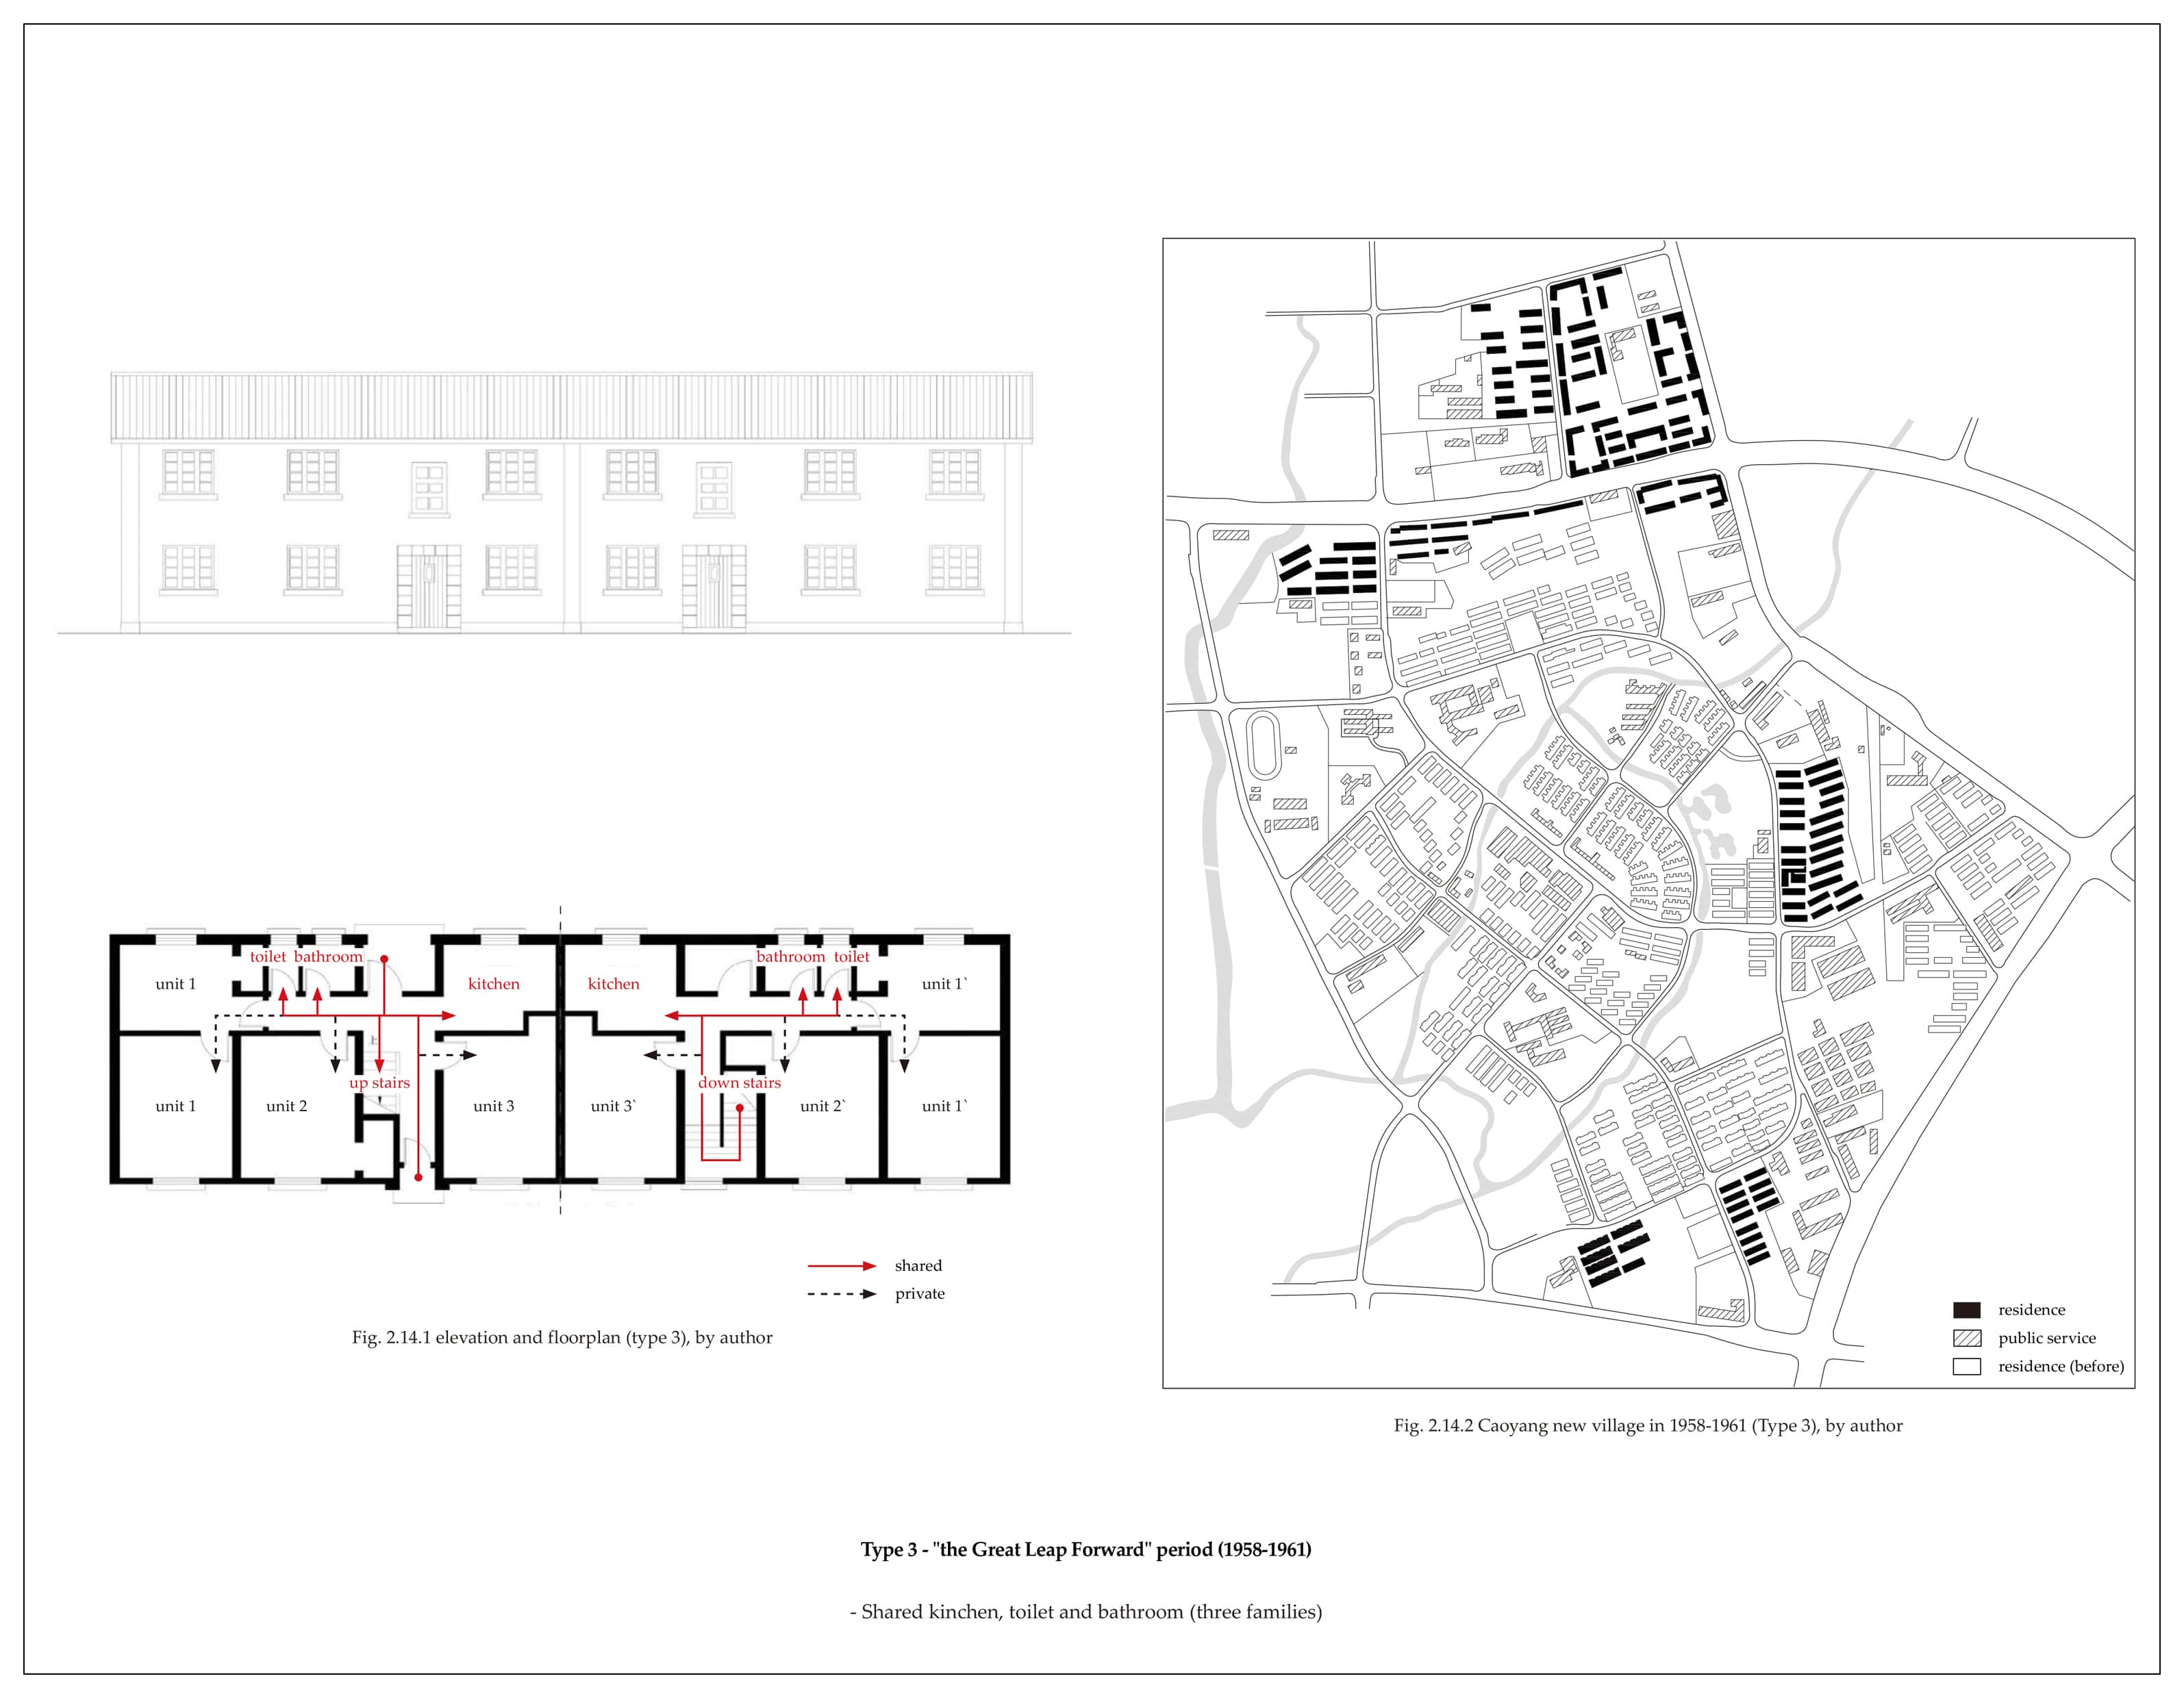 toilet bathroom
bathroom toilet
unit 1
kitchen
kitchen
unit 1`
up stairs
down stairs
unit 1
unit 2
unit 3
unit 3`
unit 2`
unit 1`
shared
private
Fig. 2.14.1 elevation and floorplan (type 3), by author
residence
public service
residence (before)
Fig. 2.14.2 Caoyang new village in 1958-1961 (Type 3), by author
Type 3 - "the Great Leap Forward" period (1958-1961)
- Shared kinchen, toilet and bathroom (three families)